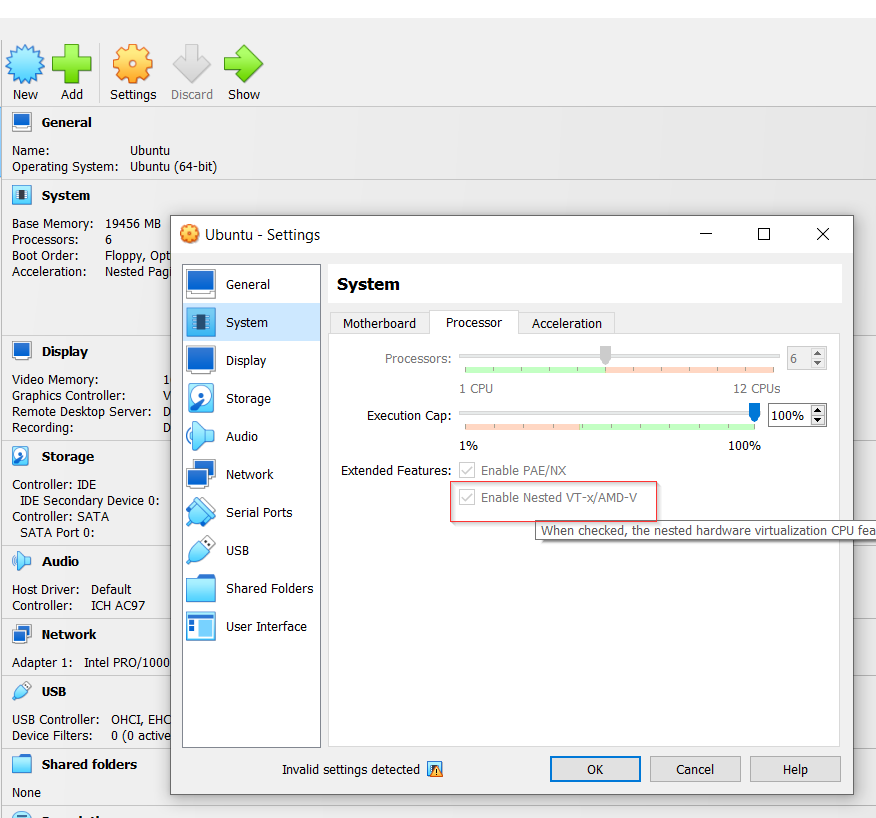 New Add Settings Discard Show
General
Name: Ubuntu
Operating System: Ubuntu (64-bit)
System
Base Memory: 19456 MB
Processors: 6
Boot Order: Floppy, Opt
Acceleration: Nested Pagi
Display
Video Memory: 1
Graphics Controller: V
Remote Desktop Server: D
Recording: D
Storage
Controller: IDE
IDE Secondary Device 0:
Controller: SATA
SATA Port 0:
Audio
Host Driver: Default
Controller: ICH AC97
Network
Adapter 1: Intel PRO/1000
USB
USB Controller: OHCI, EHC
Device Filters: 0 (0 active
Shared folders
None
Ubuntu - Settings
General
System
Display
Storage
Audio
Network
Serial Ports
USB
Shared Folders
User Interface
System
Motherboard Processor Acceleration
Processors: 6
1 CPU 12 CPUs
Execution Cap: 100%
1% 100%
Extended Features: Enable PAE/NX
Enable Nested VT-x/AMD-V
When checked, the nested hardware virtualization CPU fea
Invalid settings detected
OK Cancel Help